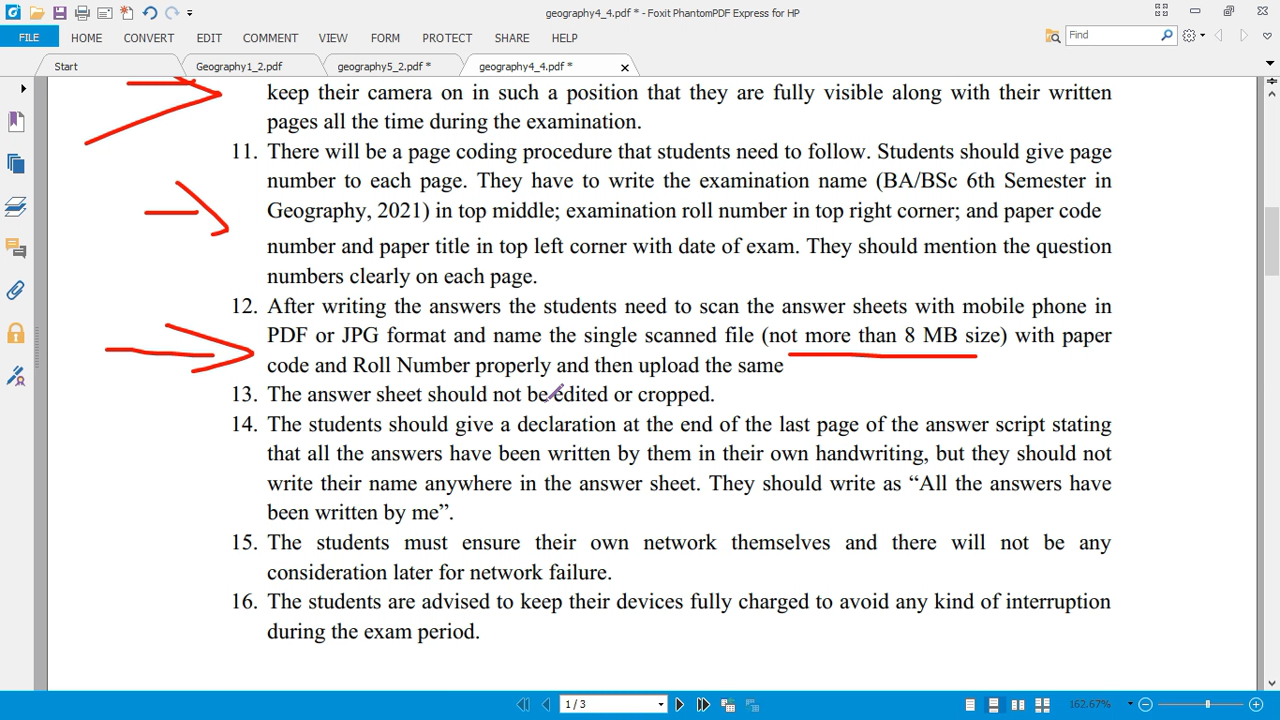 geography4_4.pdf * - Foxit PhantomPDF Express for HP
FILE HOME CONVERT EDIT COMMENT VIEW FORM PROTECT SHARE HELP Find
Start Geography1_2.pdf geography5_2.pdf * geography4_4.pdf *
keep their camera on in such a position that they are fully visible along with their written
pages all the time during the examination.
11. There will be a page coding procedure that students need to follow. Students should give page
number to each page. They have to write the examination name (BA/BSc 6th Semester in
Geography, 2021) in top middle; examination roll number in top right corner; and paper code
number and paper title in top left corner with date of exam. They should mention the question
numbers clearly on each page.
12. After writing the answers the students need to scan the answer sheets with mobile phone in
PDF or JPG format and name the single scanned file (not more than 8 MB size) with paper
code and Roll Number properly and then upload the same
13. The answer sheet should not be edited or cropped.
14. The students should give a declaration at the end of the last page of the answer script stating
that all the answers have been written by them in their own handwriting, but they should not
write their name anywhere in the answer sheet. They should write as “All the answers have
been written by me”.
15. The students must ensure their own network themselves and there will not be any
consideration later for network failure.
16. The students are advised to keep their devices fully charged to avoid any kind of interruption
during the exam period.
1 / 3 162.67%